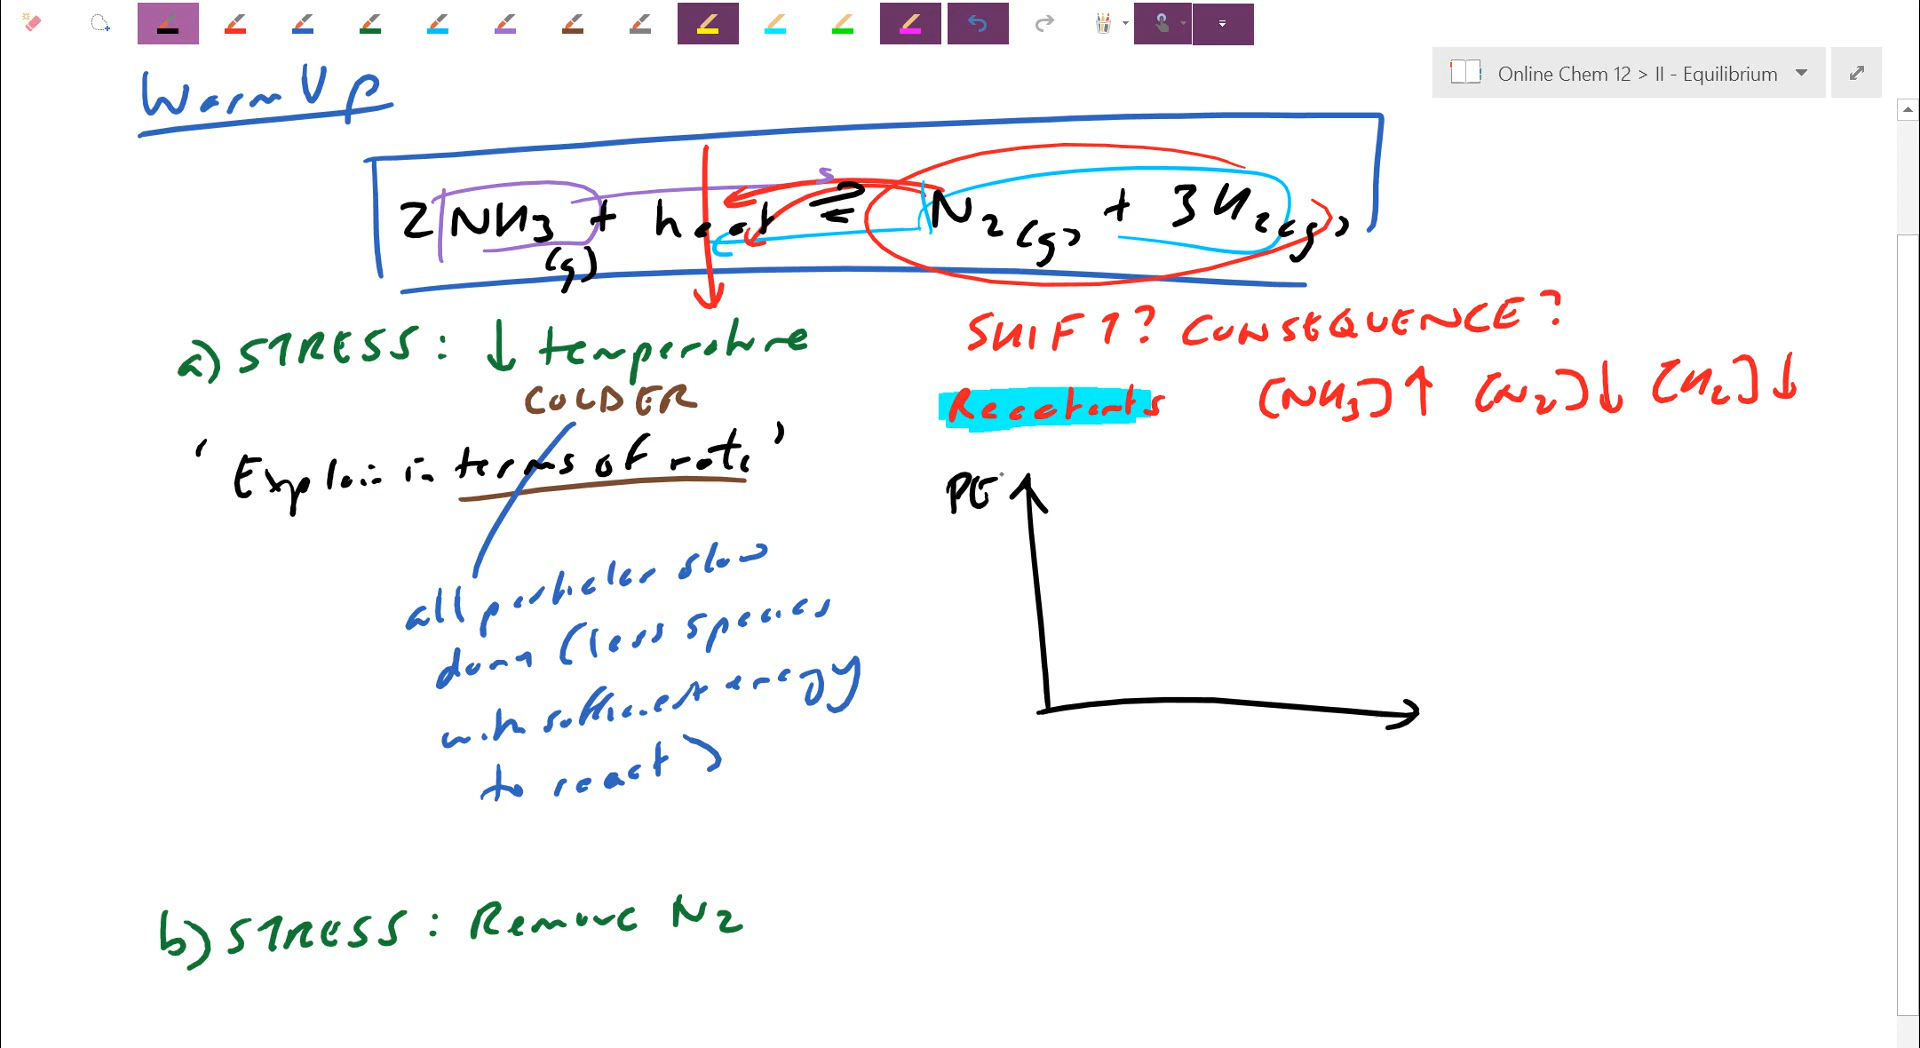 Online Chem 12 > II - Equilibrium
Warm Up
2 NH3 (g) + heat ⇌ N2 (g) + 3H2 (g)
a) STRESS: ↓ temperature
SHIFT? CONSEQUENCE?
COLDER
Reactants [NH3]↑ [N2]↓ [H2]↓
'Explain in terms of rate'
PE
all particles slow
down (less species
with sufficient energy
to react)
b) STRESS: Remove N2